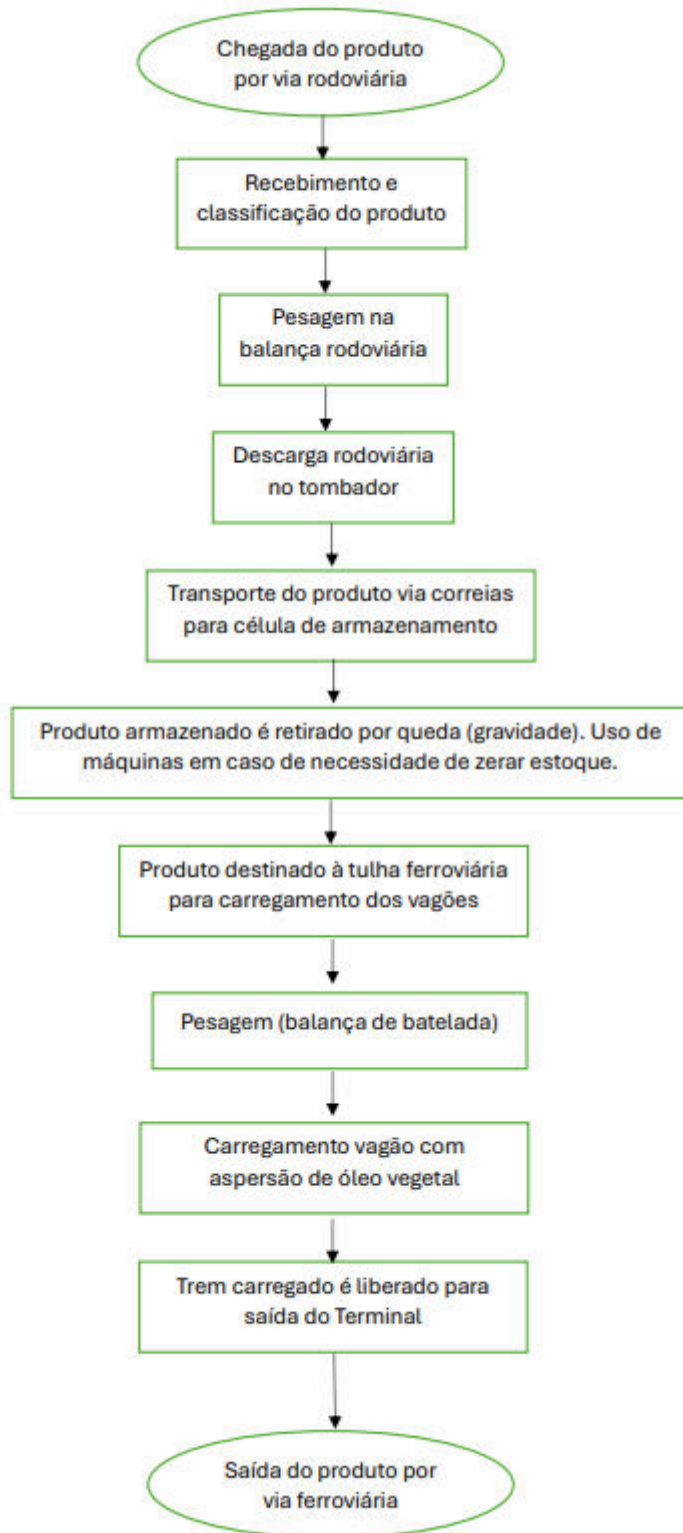 Chegada do produto
por via rodoviária
Recebimento e
classificação do produto
Pesagem na
balança rodoviária
Descarga rodoviária
no tombador
Transporte do produto via correias
para célula de armazenamento
Produto armazenado é retirado por queda (gravidade). Uso de
máquinas em caso de necessidade de zerar estoque.
Produto destinado à tulha ferroviária
para carregamento dos vagões
Pesagem (balança de batelada)
Carregamento vagão com
aspersão de óleo vegetal
Trem carregado é liberado para
saída do Terminal
Saída do produto por
via ferroviária